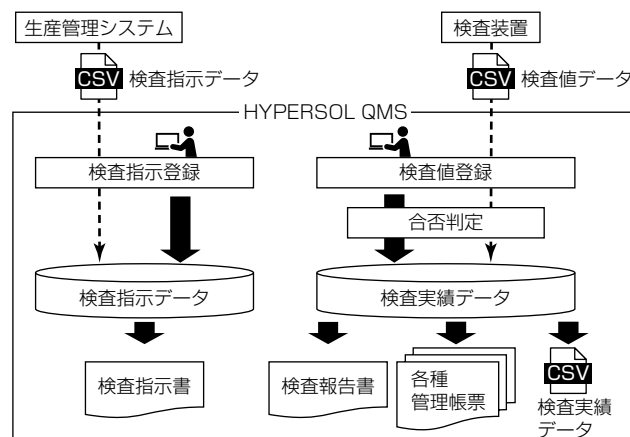 生産管理システム
検査装置
CSV 検査指示データ
CSV 検査値データ
HYPERSOL QMS
検査指示登録
検査値登録
合否判定
検査指示データ
検査実績データ
検査指示書
検査報告書
各種
管理帳票
CSV
検査実績
データ